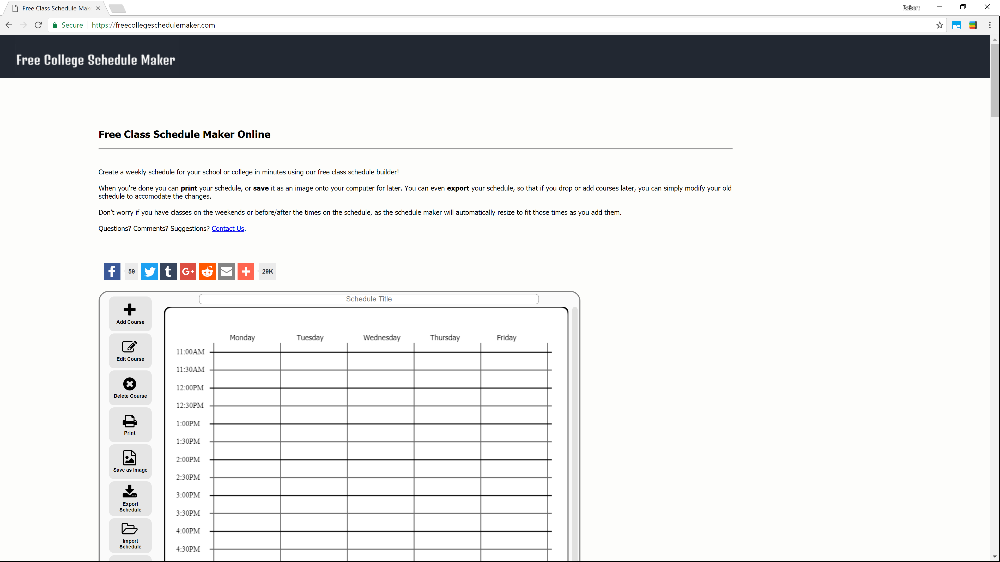 Free Class Schedule Mak
Robert
Secure
https://freecollegeschedulemaker.com
Free College Schedule Maker
Free Class Schedule Maker Online
Create a weekly schedule for your school or college in minutes using our free class schedule builder!
When you're done you can print your schedule, or save it as an image onto your computer for later. You can even export your schedule, so that if you drop or add courses later, you can simply modify your old
schedule to accomodate the changes.
Don't worry if you have classes on the weekends or before/after the times on the schedule, as the schedule maker will automatically resize to fit those times as you add them.
Questions? Comments? Suggestions? Contact Us.
59
G+
29K
Add Course
Edit Course
Delete Course
Print
Save as Image
Export
Schedule
Import
Schedule
Schedule Title
Monday Tuesday Wednesday Thursday Friday
11:00AM
11:30AM
12:00PM
12:30PM
1:00PM
1:30PM
2:00PM
2:30PM
3:00PM
3:30PM
4:00PM
4:30PM